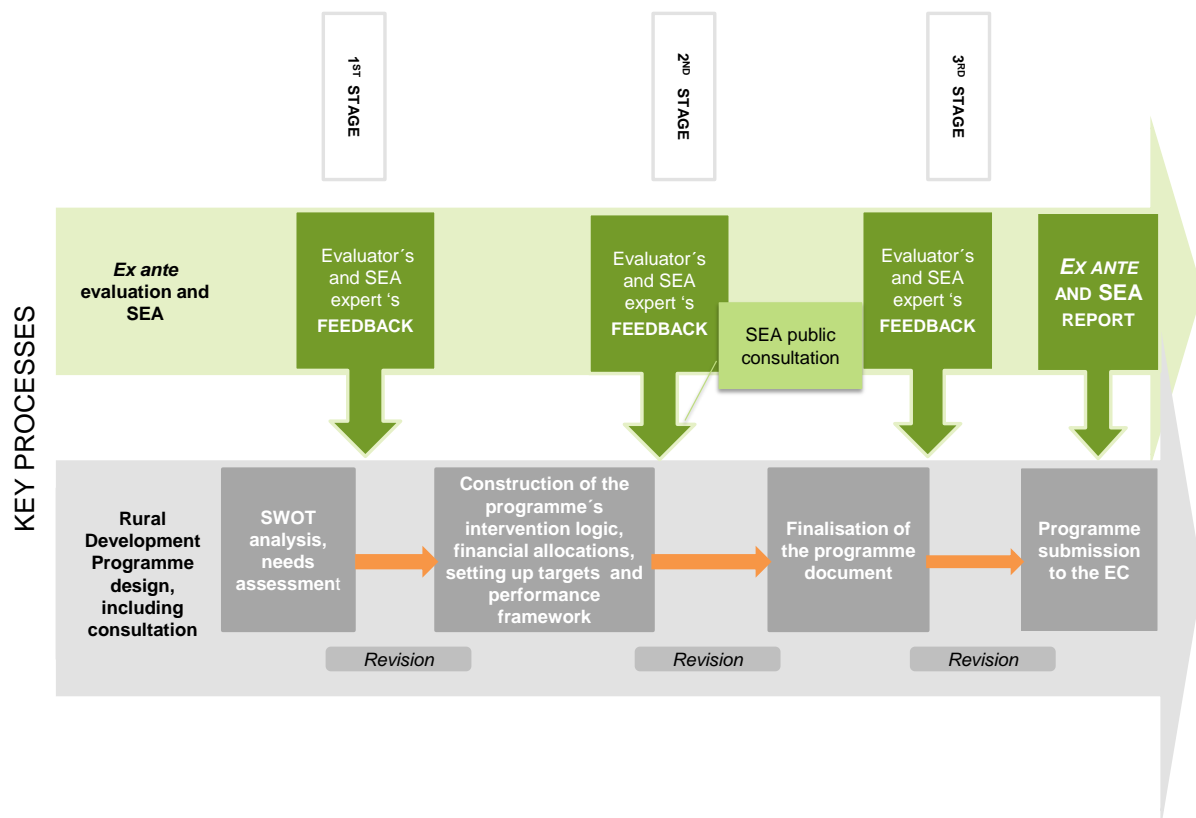 1ST STAGE
2ND STAGE
3RD STAGE
KEY PROCESSES
Ex ante
evaluation and
SEA
Evaluator´s
and SEA
expert ‘s
FEEDBACK
Evaluator´s
and SEA
expert ‘s
FEEDBACK
SEA public
consultation
Evaluator´s
and SEA
expert ‘s
FEEDBACK
EX ANTE
AND SEA
REPORT
Rural
Development
Programme
design,
including
consultation
SWOT
analysis,
needs
assessment
Construction of the
programme´s
intervention logic,
financial allocations,
setting up targets and
performance
framework
Finalisation of
the programme
document
Programme
submission
to the EC
Revision
Revision
Revision